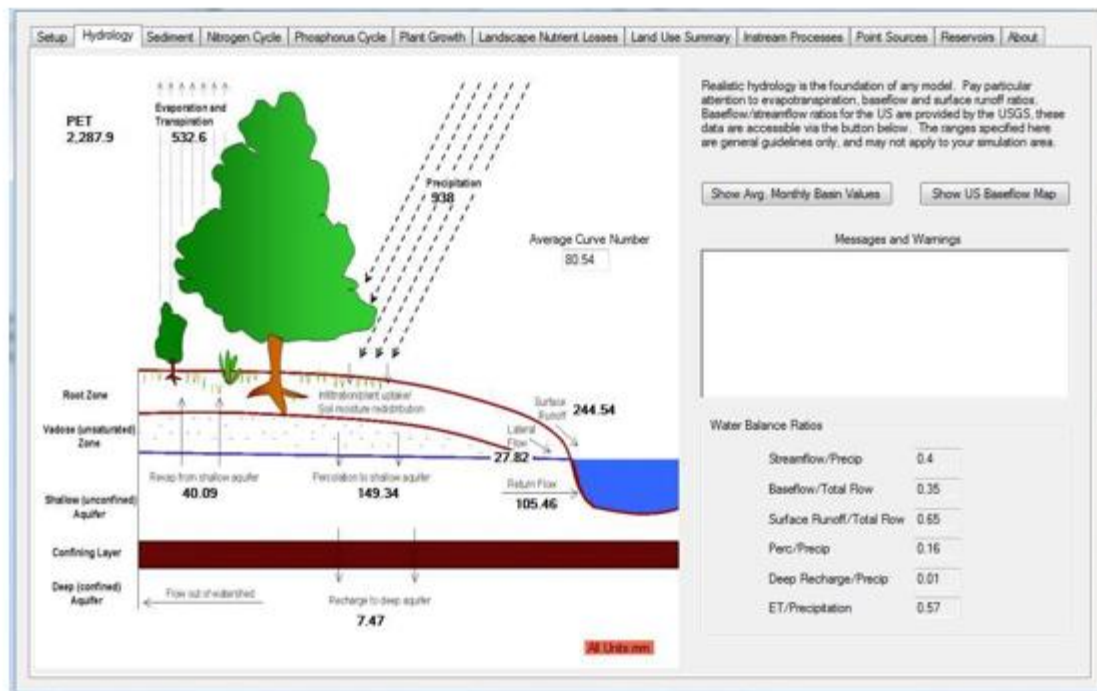 Setup Hydrology Sediment Nitrogen Cycle Phosphorus Cycle Plant Growth Landscape Nutrient Losses Land Use Summary Instream Processes Point Sources Reservoirs About
PET
2,287.9
Evaporation and
Transpiration
532.6
Precipitation
938
Average Curve Number
80.54
Root Zone
Infiltration/plant uptake/
Soil moisture redistribution
Surface
Runoff
244.54
Vadose (unsaturated)
Zone
Lateral
Flow
27.82
Revap from shallow aquifer
40.09
Percolation to shallow aquifer
149.34
Return Flow
105.46
Shallow (unconfined)
Aquifer
Confining Layer
Deep (confined)
Aquifer
Flow out of watershed
Recharge to deep aquifer
7.47
All Units mm
Realistic hydrology is the foundation of any model. Pay particular
attention to evapotranspiration, baseflow and surface runoff ratios.
Baseflow/streamflow ratios for the US are provided by the USGS, these
data are accessible via the button below. The ranges specified here
are general guidelines only, and may not apply to your simulation area.
Show Avg. Monthly Basin Values
Show US Baseflow Map
Messages and Warnings
Water Balance Ratios
Streamflow/Precip 0.4
Baseflow/Total Flow 0.35
Surface Runoff/Total Flow 0.65
Perc/Precip 0.16
Deep Recharge/Precip 0.01
ET/Precipitation 0.57